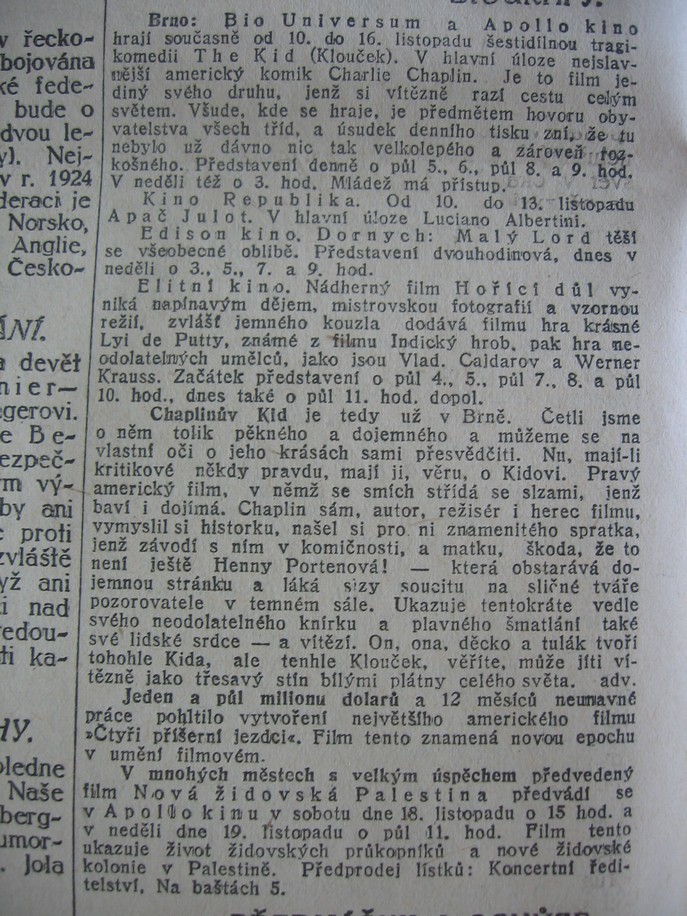 Brno: Bio Universum a Apollo kino
hrají současně od 10. do 16. listopadu šestidílnou tragi-
komedii The Kid (Klouček). V hlavní úloze nejslav-
nější americký komik Charlie Chaplin. Je to film je-
diný svého druhu, jenž si vítězně razí cestu celým
světem. Všude, kde se hraje, je předmětem hovoru oby-
vatelstva všech tříd, a úsudek denního tisku zní, že tu
nebylo už dávno nic tak velkolepého a zároveň roz-
košného. Představení denně o půl 5., 6., půl 8. a 9. hod.
V neděli též o 3. hod. Mládež má přístup.
Kino Republika. Od 10. do 13. listopadu
Apač Julot. V hlavní úloze Luciano Albertini.
Edison kino, Dornych: Malý Lord těší
se všeobecné oblibě. Představení dvouhodinová, dnes v
neděli o 3., 5., 7. a 9. hod.
Elitní kino. Nádherný film Hořící důl vy-
niká napínavým dějem, mistrovskou fotografií a vzornou
režií, zvlášť jemného kouzla dodává filmu hra krásné
Lyi de Putty, známé z filmu Indický hrob, pak hra ne-
odolatelných umělců, jako jsou Vlad. Cajdarov a Werner
Krauss. Začátek představení o půl 4., 5., půl 7., 8. a půl
10. hod., dnes také o půl 11. hod. dopol.
Chaplinův Kid je tedy už v Brně. Četli jsme
o něm tolik pěkného a dojemného a můžeme se na
vlastní oči o jeho krásách sami přesvědčiti. Nu, mají-li
kritikové někdy pravdu, mají ji, věru, o Kidovi. Pravý
americký film, v němž se smích střídá se slzami, jenž
baví i dojímá. Chaplin sám, autor, režisér i herec filmu,
vymyslil si historku, našel si pro ni znamenitého spratka,
jenž závodí s ním v komičnosti, a matku, škoda, že to
není ještě Henny Portenová! — která obstarává do-
jemnou stránku a láká slzy soucitu na sličné tváře
pozorovatele v temném sále. Ukazuje tentokráte vedle
svého neodolatelného knírku a plavného šmatlání také
své lidské srdce — a vítězí. On, ona, děcko a tulák tvoří
tohohle Kida, ale tenhle Klouček, věříte, může jíti ví-
tězně jako třesavý stín bílými plátny celého světa. adv.
Jeden a půl milionu dolarů a 12 měsíců neunavné
práce pohltilo vytvoření největšího amerického filmu
»Čtyři příšerní jezdci«. Film tento znamená novou epochu
v umění filmovém.
V mnohých městech s velkým úspěchem předvedený
film Nová židovská Palestina předvádí se
v Apollo kinu v sobotu dne 18. listopadu o 15 hod. a
v neděli dne 19. listopadu o půl 11. hod. Film tento
ukazuje život židovských průkopníků a nové židovské
kolonie v Palestině. Předprodej lístků: Koncertní ředi-
telství, Na baštách 5.